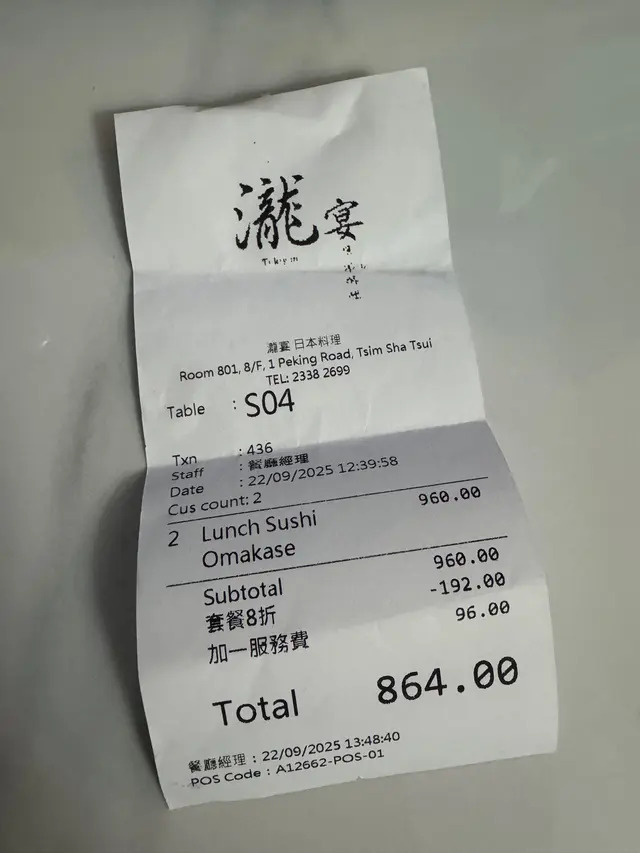 瀧宴
瀧宴 日本料理
Room 801, 8/F, 1 Peking Road, Tsim Sha Tsui
TEL: 2338 2699
Table : S04
Txn : 436
Staff : 餐廳經理
Date : 22/09/2025 12:39:58
Cus count: 2
2 Lunch Sushi 960.00
Omakase
Subtotal 960.00
套餐8折 -192.00
加一服務費 96.00
Total 864.00
餐廳經理 : 22/09/2025 13:48:40
POS Code : A12662-POS-01